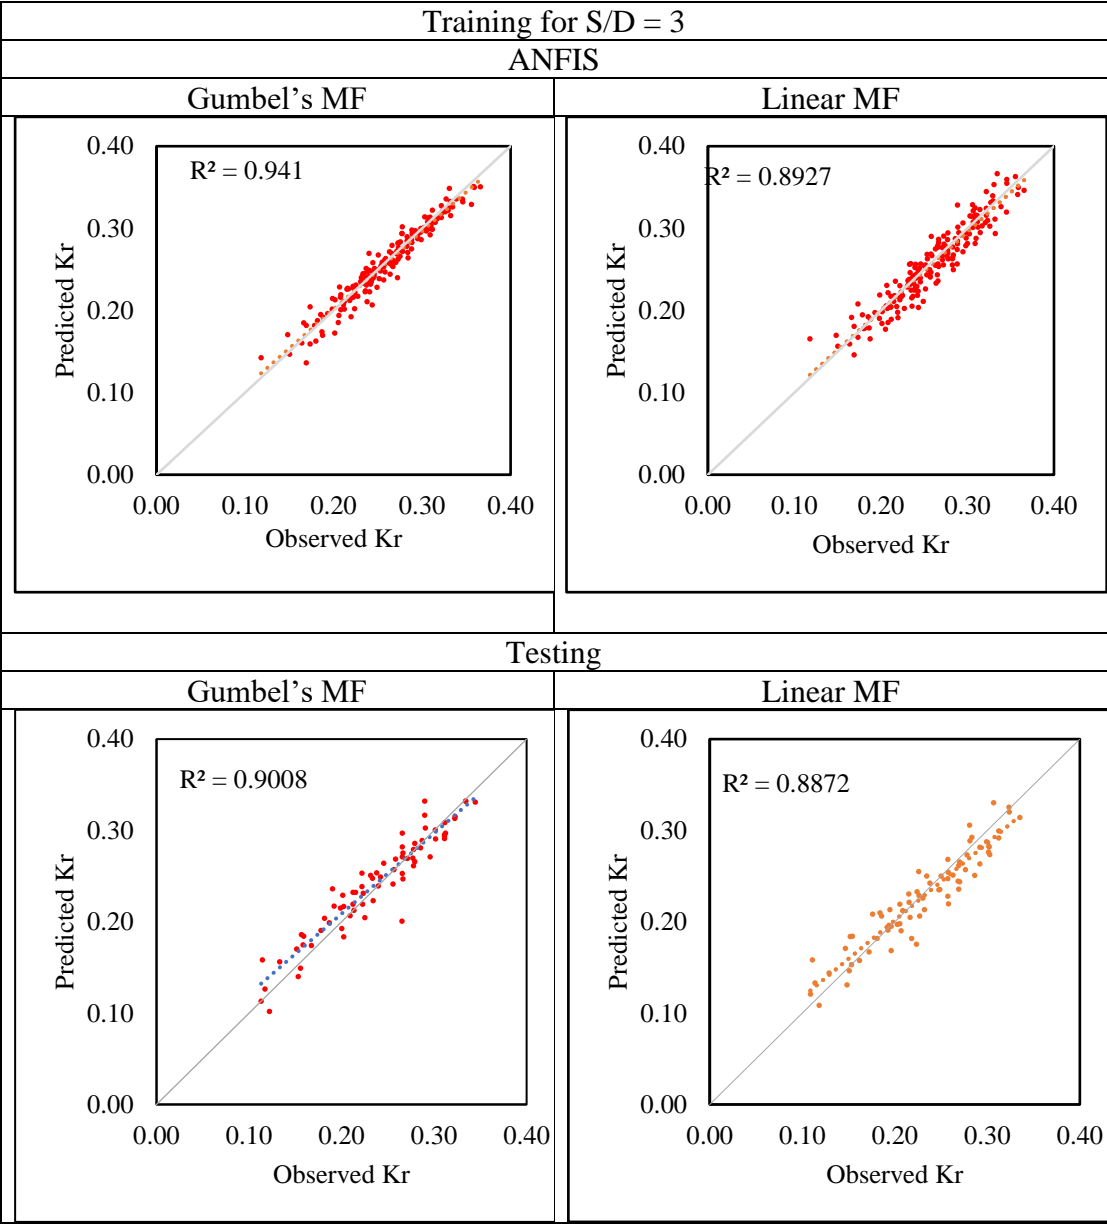 Training for S/D = 3
ANFIS
Gumbel’s MF
Linear MF
0.40
R² = 0.941
0.30
0.20
0.10
0.00
Predicted Kr
0.00 0.10 0.20 0.30 0.40
Observed Kr
0.40
R² = 0.8927
0.30
0.20
0.10
0.00
Predicted Kr
0.00 0.10 0.20 0.30 0.40
Observed Kr
Testing
Gumbel’s MF
Linear MF
0.40
R² = 0.9008
0.30
0.20
0.10
0.00
Predicted Kr
0.00 0.10 0.20 0.30 0.40
Observed Kr
0.40
R² = 0.8872
0.30
0.20
0.10
0.00
Predicted Kr
0.00 0.10 0.20 0.30 0.40
Observed Kr